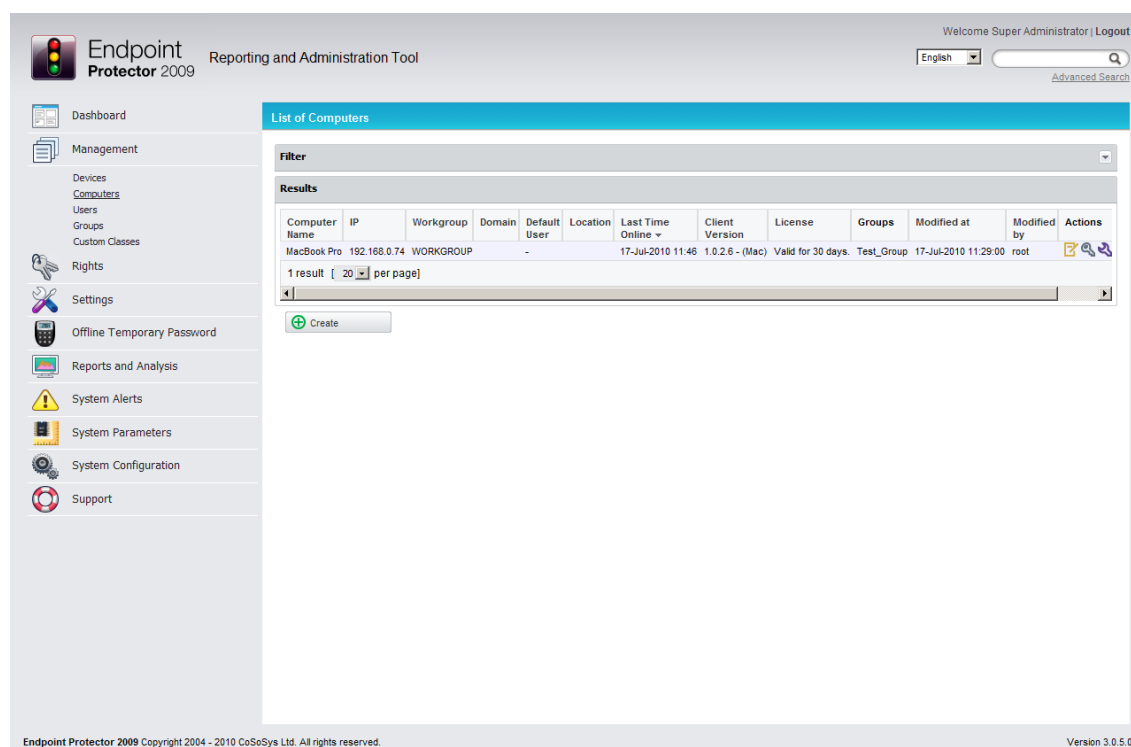 Welcome Super Administrator | Logout
Endpoint
Protector 2009
Reporting and Administration Tool
English
Advanced Search
Dashboard
Management
Devices
Computers
Users
Groups
Custom Classes
Rights
Settings
Offline Temporary Password
Reports and Analysis
System Alerts
System Parameters
System Configuration
Support
List of Computers
Filter
Results
Computer Name IP Workgroup Domain Default User Location Last Time Online Client Version License Groups Modified at Modified by Actions
MacBook Pro 192.168.0.74 WORKGROUP - 17-Jul-2010 11:46 1.0.2.6 - (Mac) Valid for 30 days. Test_Group 17-Jul-2010 11:29:00 root
1 result [ 20 per page]
Create
Endpoint Protector 2009 Copyright 2004 - 2010 CoSoSys Ltd. All rights reserved.
Version 3.0.5.0